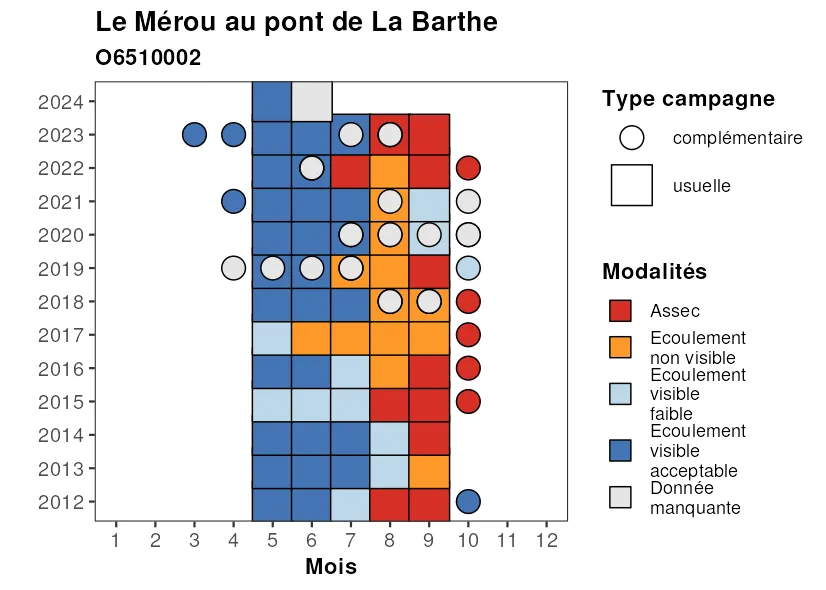 Le Mérou au pont de La Barthe
O6510002
2024
2023
2022
2021
2020
2019
2018
2017
2016
2015
2014
2013
2012
1 2 3 4 5 6 7 8 9 10 11 12
Mois
Type campagne
complémentaire
usuelle
Modalités
Assec
Ecoulement
non visible
Ecoulement
visible
faible
Ecoulement
visible
acceptable
Donnée
manquante